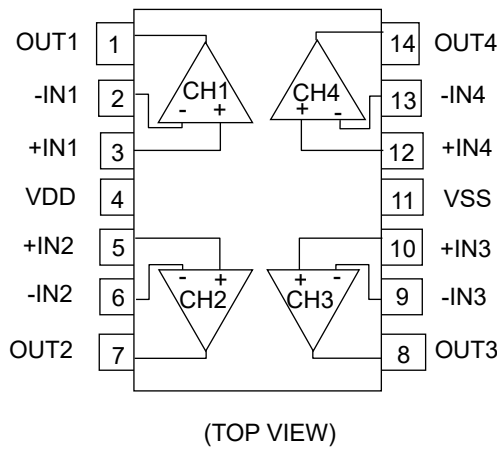 OUT1 1 14 OUT4
-IN1 2 CH1 CH4 13 -IN4
- + + -
+IN1 3 12 +IN4
VDD 4 11 VSS
+IN2 5 10 +IN3
- + + -
-IN2 6 CH2 CH3 9 -IN3
OUT2 7 8 OUT3
(TOP VIEW)